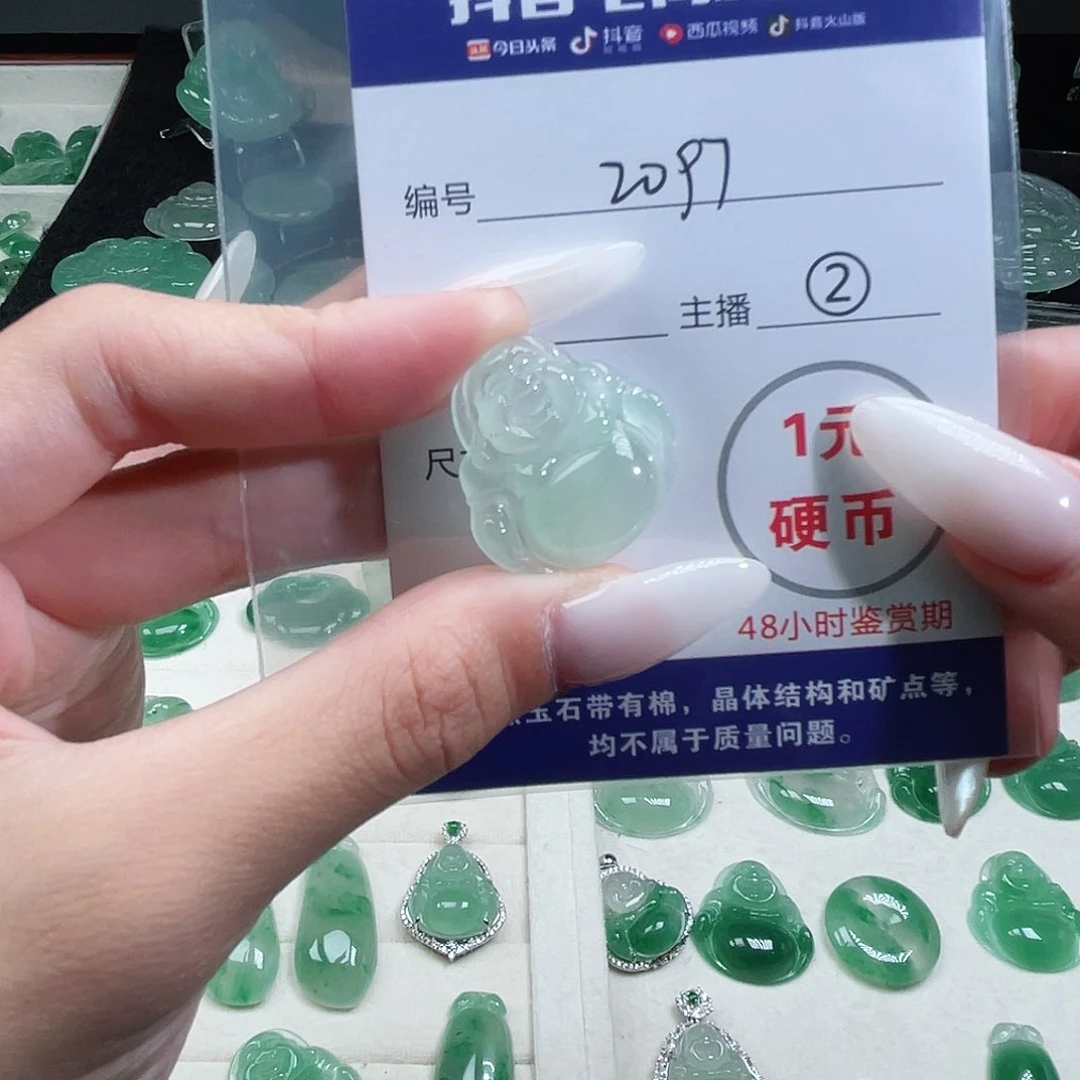 今日头条 抖音 西瓜视频 抖音火山版
编号 2097
主播 ②
1元
硬币
48小时鉴赏期
玉石带有棉，晶体结构和矿点等，
均不属于质量问题。